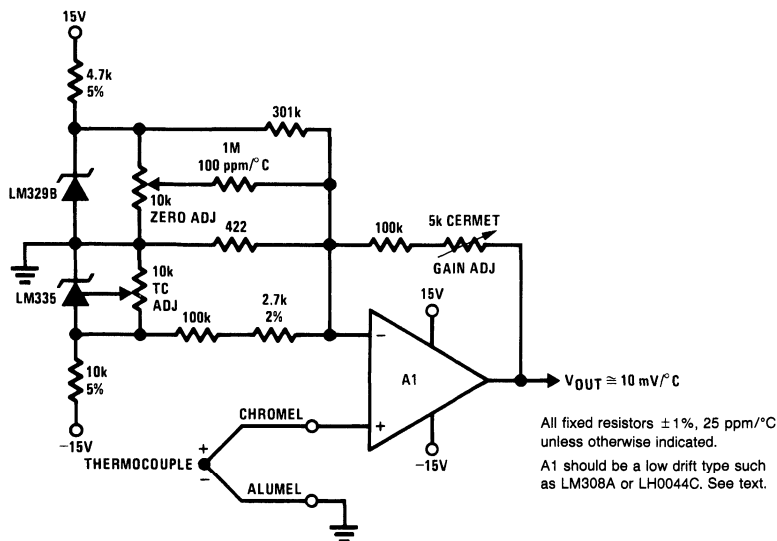 15V
4.7k
5%
301k
1M
100 ppm/°C
LM329B
10k
ZERO ADJ
422
100k
5k CERMET
GAIN ADJ
LM335
10k
TC
ADJ
100k
2.7k
2%
15V
−
A1
+
VOUT ≅ 10 mV/°C
10k
5%
−15V
−15V
CHROMEL
+
THERMOCOUPLE
−
ALUMEL
All fixed resistors ±1%, 25 ppm/°C
unless otherwise indicated.
A1 should be a low drift type such
as LM308A or LH0044C. See text.